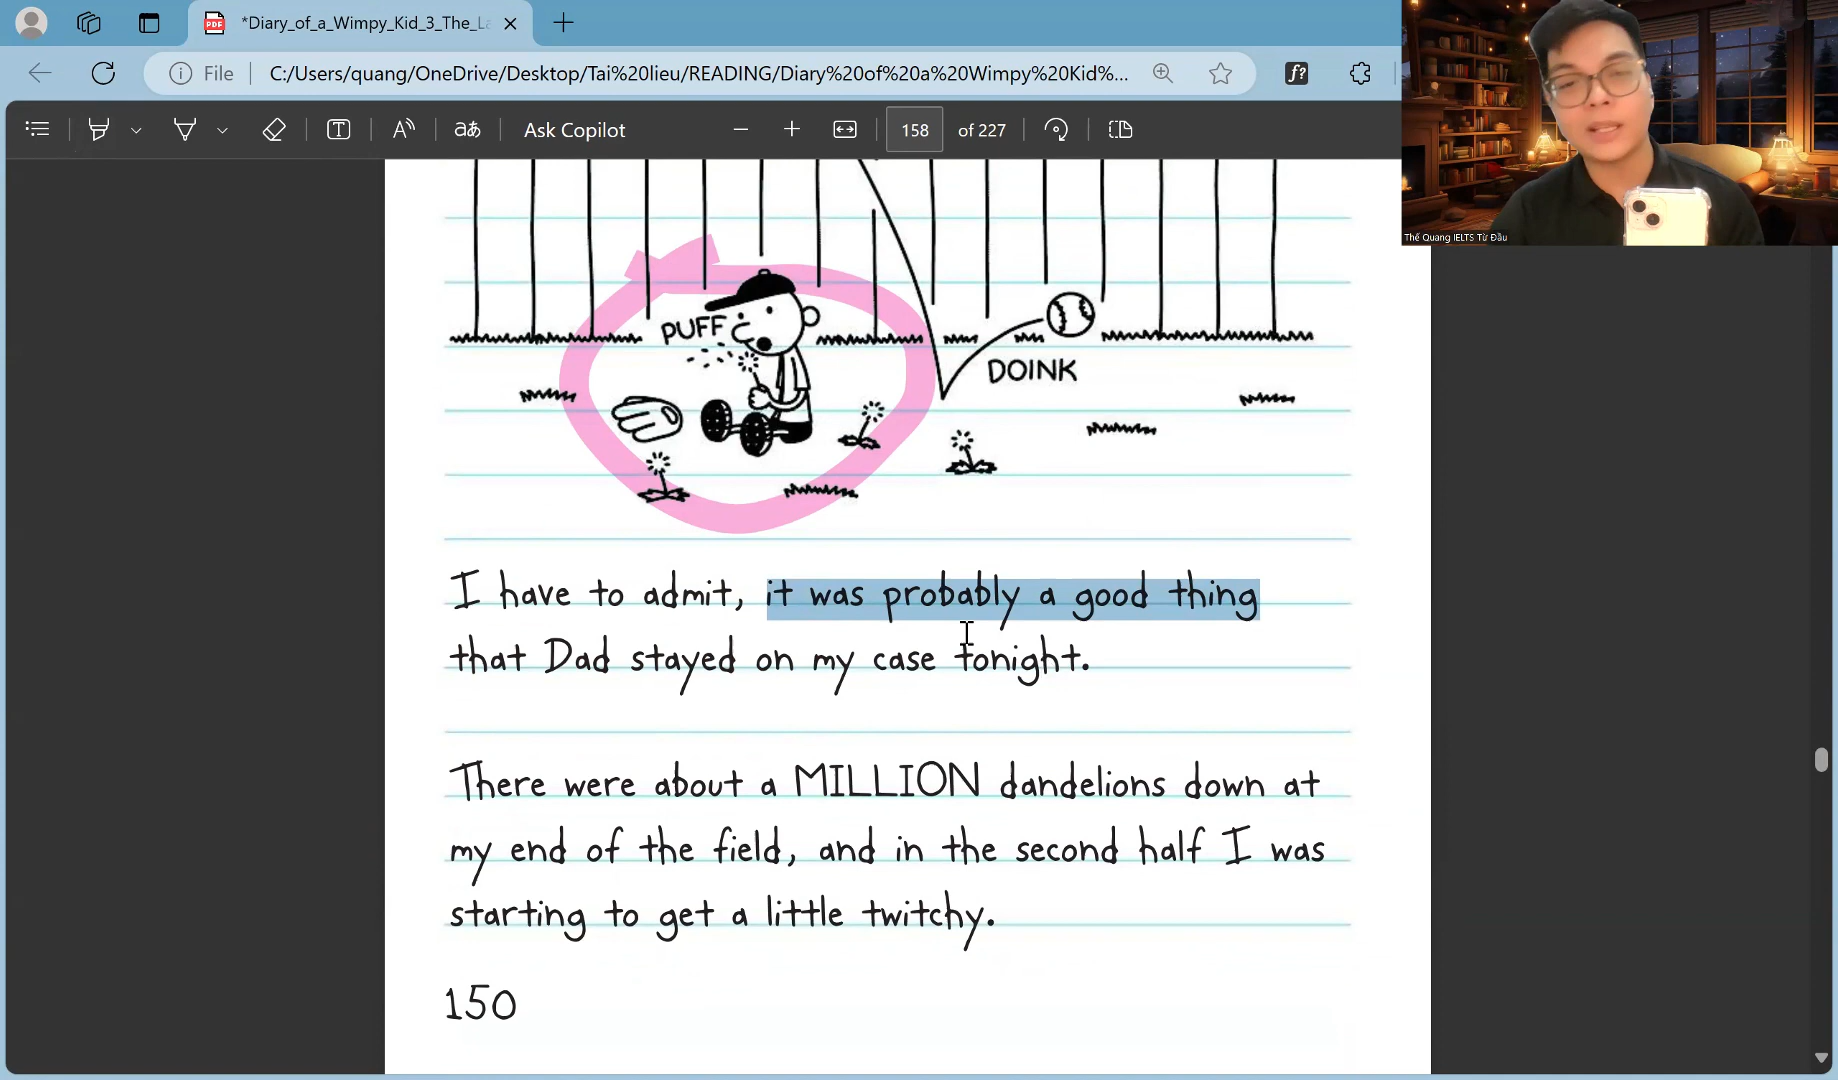 *Diary_of_a_Wimpy_Kid_3_The_La
File
C:/Users/quang/OneDrive/Desktop/Tai%20lieu/READING/Diary%20of%20a%20Wimpy%20Kid%...
f?
Ask Copilot
158 of 227
Thế Quang IELTS Từ Đầu
PUFF
DOINK
I have to admit, it was probably a good thing
that Dad stayed on my case tonight.
There were about a MILLION dandelions down at
my end of the field, and in the second half I was
starting to get a little twitchy.
150